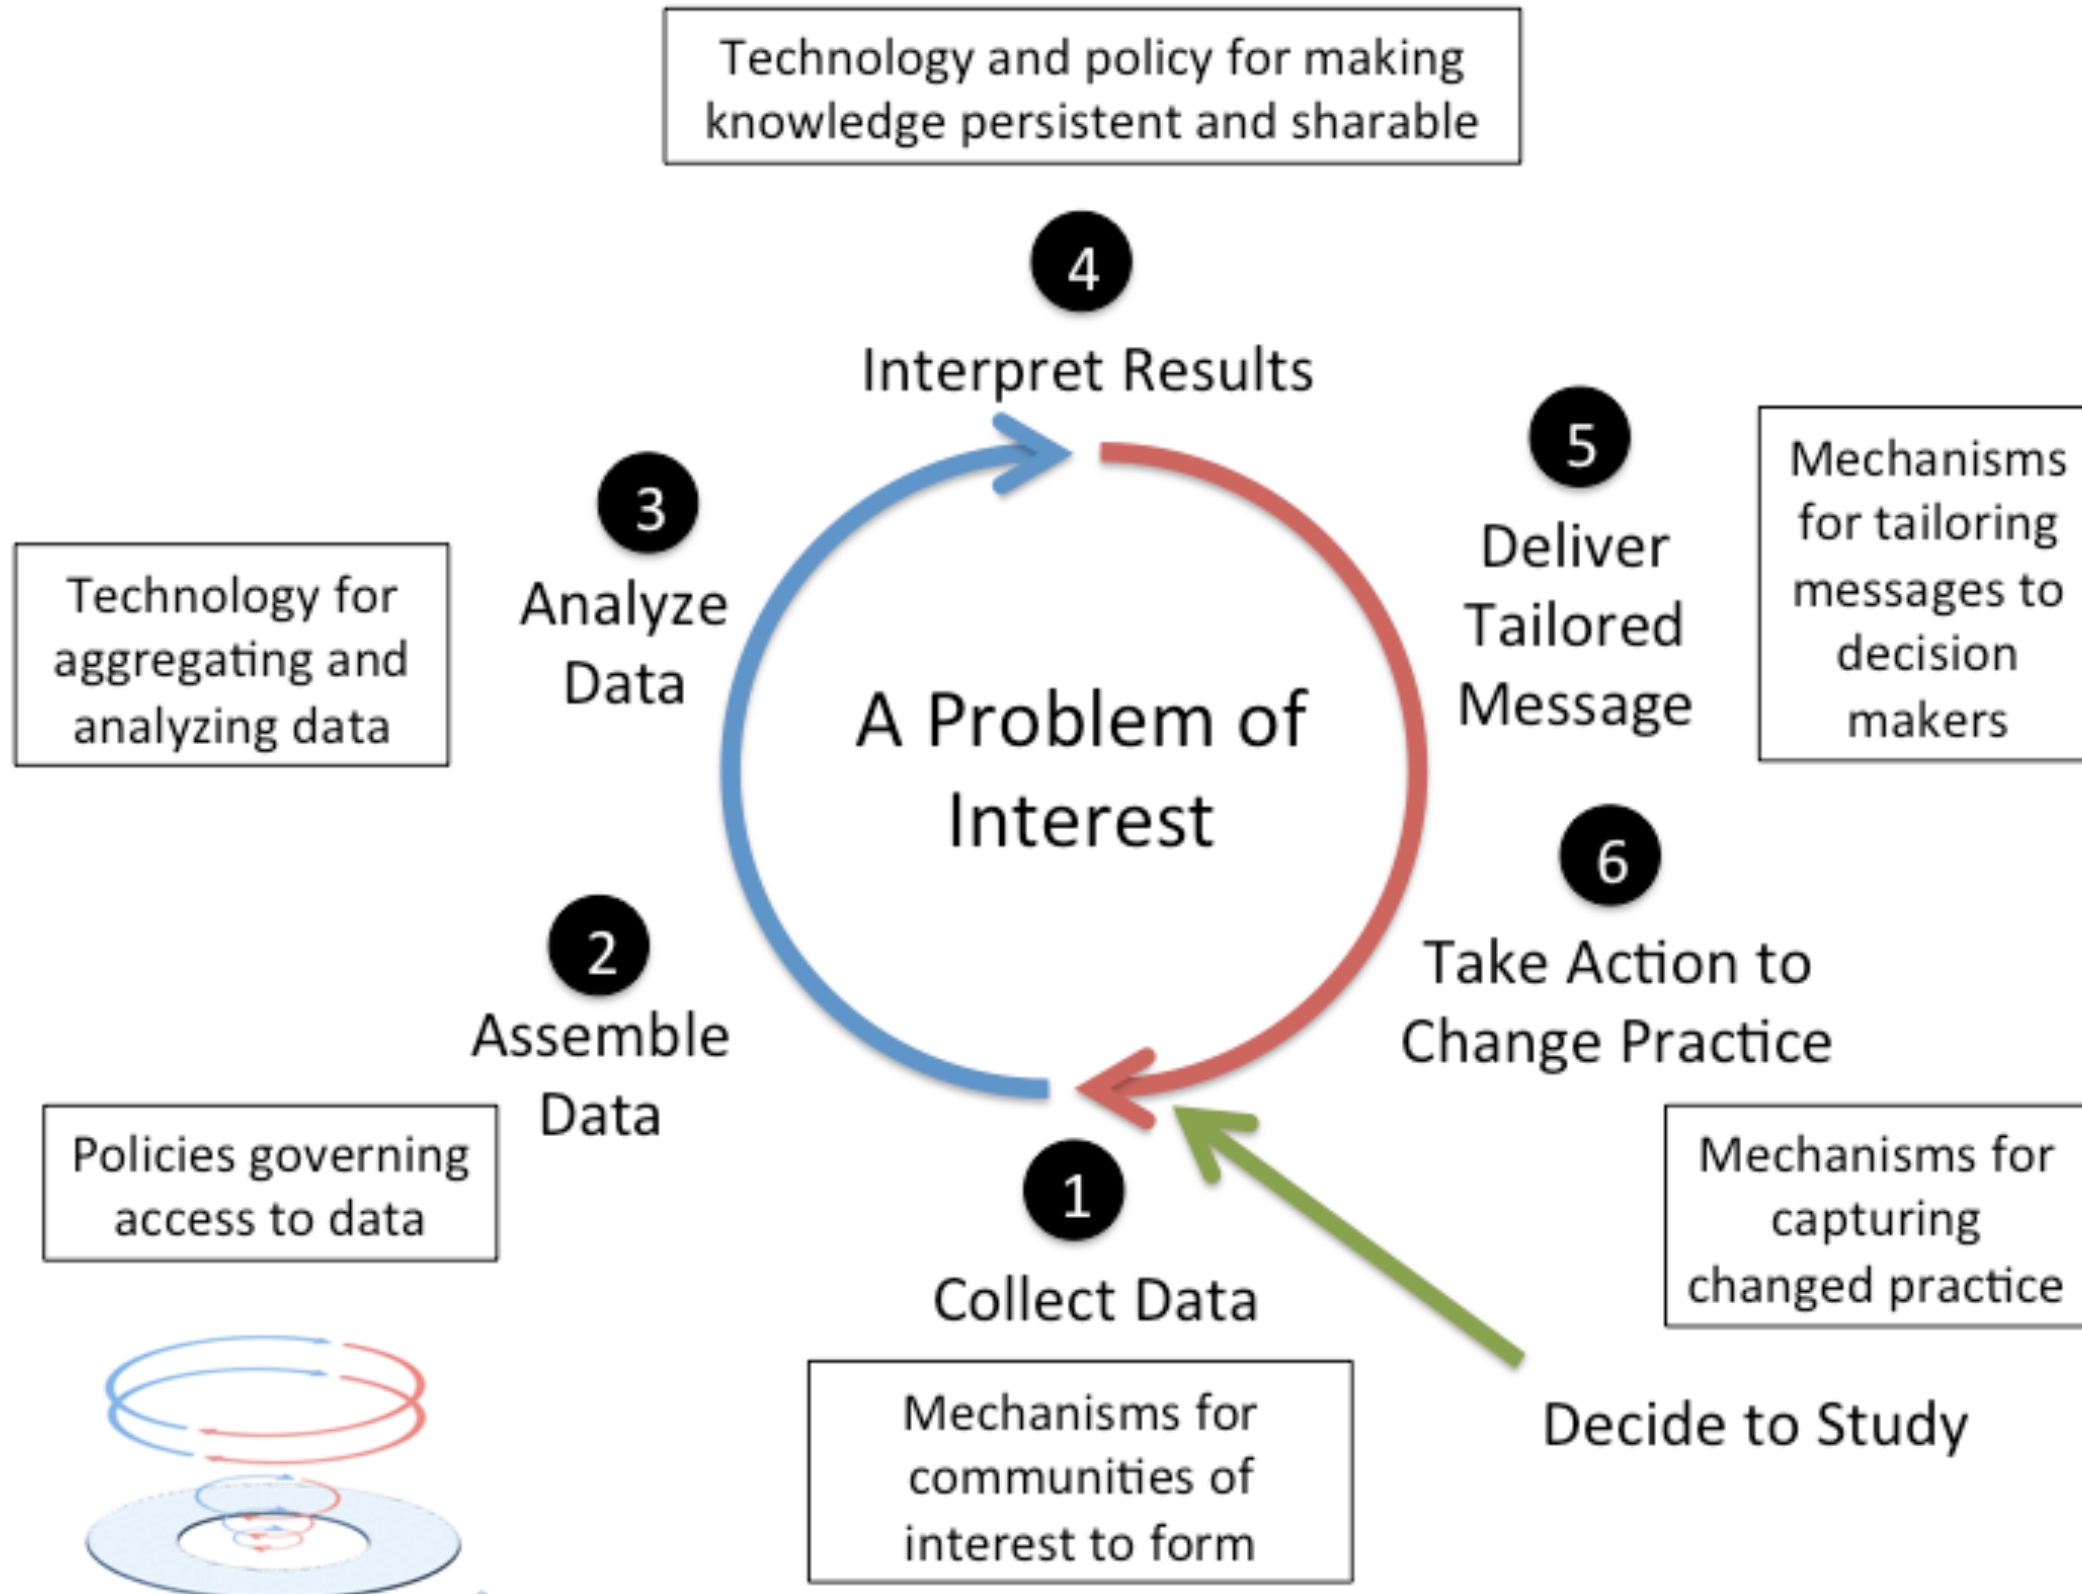 Technology and policy for making
knowledge persistent and sharable
4
Interpret Results
3
Analyze
Data
Technology for
aggregating and
analyzing data
5
Deliver
Tailored
Message
Mechanisms
for tailoring
messages to
decision
makers
A Problem of
Interest
2
Assemble
Data
Policies governing
access to data
6
Take Action to
Change Practice
Mechanisms for
capturing
changed practice
1
Collect Data
Mechanisms for
communities of
interest to form
Decide to Study